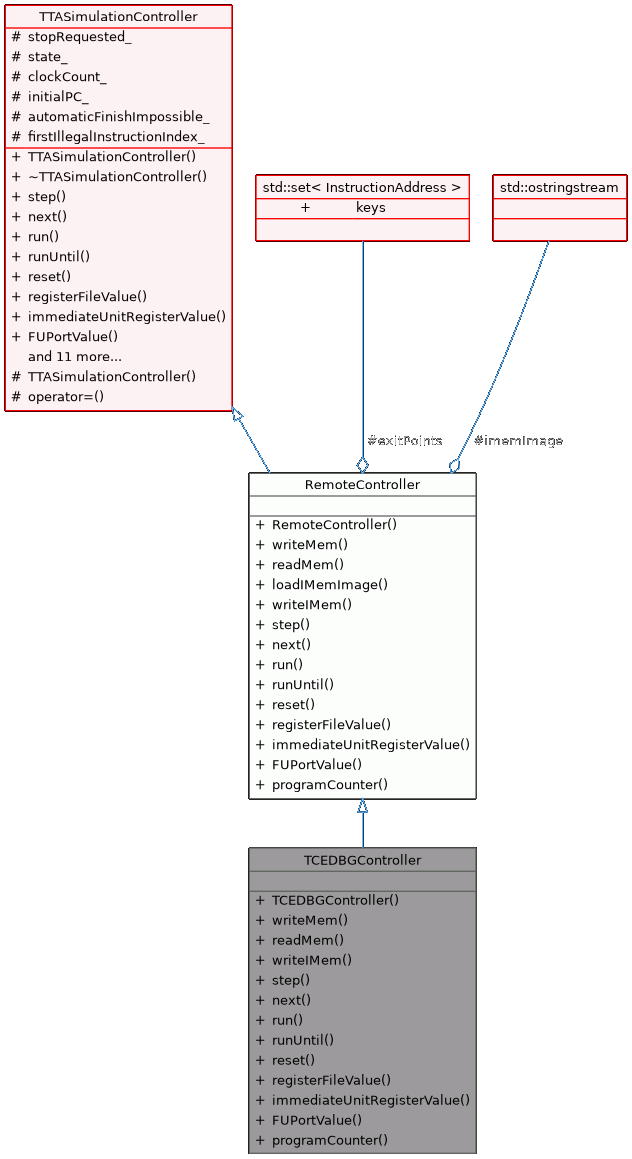 TTASimulationController
# stopRequested_
# state_
# clockCount_
# initialPC_
# automaticFinishImpossible_
# firstIllegalInstructionIndex_
+ TTASimulationController()
+ ~TTASimulationController()
+ step()
+ next()
+ run()
+ runUntil()
+ reset()
+ registerFileValue()
+ immediateUnitRegisterValue()
+ FUPortValue()
and 11 more...
# TTASimulationController()
# operator=()
std::set< InstructionAddress >
+ keys
std::ostringstream
#exitPoints
#imemImage
RemoteController
+ RemoteController()
+ writeMem()
+ readMem()
+ loadIMemImage()
+ writeIMem()
+ step()
+ next()
+ run()
+ runUntil()
+ reset()
+ registerFileValue()
+ immediateUnitRegisterValue()
+ FUPortValue()
+ programCounter()
TCEDBGController
+ TCEDBGController()
+ writeMem()
+ readMem()
+ writeIMem()
+ step()
+ next()
+ run()
+ runUntil()
+ reset()
+ registerFileValue()
+ immediateUnitRegisterValue()
+ FUPortValue()
+ programCounter()